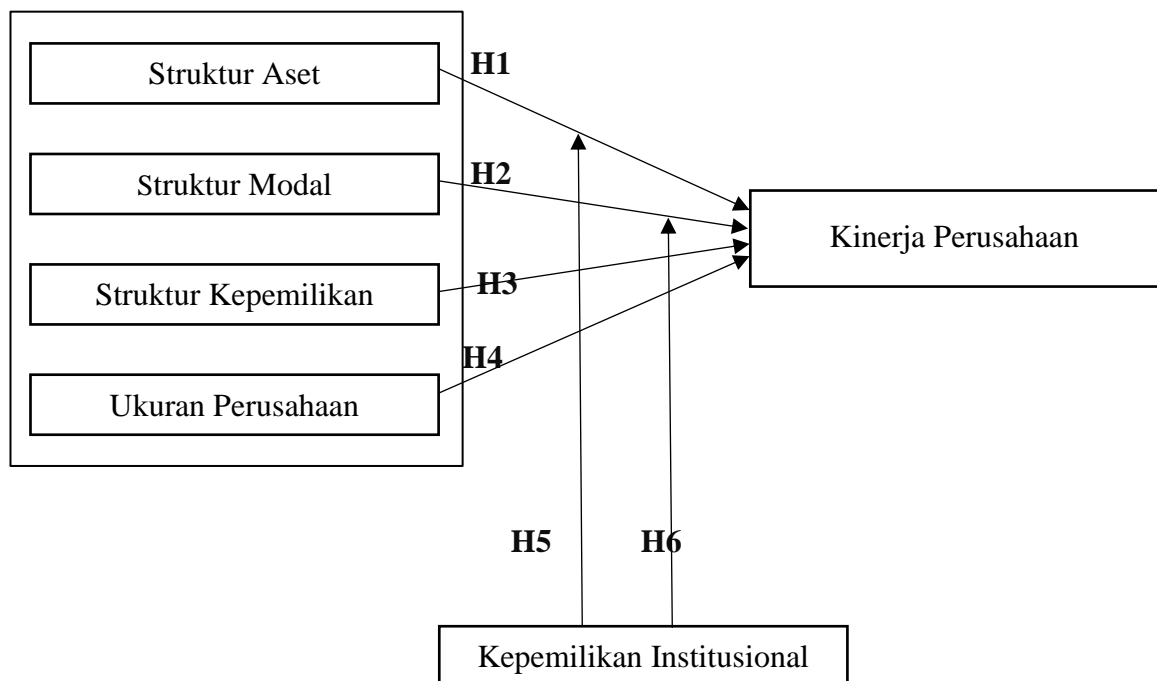 Struktur Aset
H1
Struktur Modal
H2
Kinerja Perusahaan
Struktur Kepemilikan
H3
H4
Ukuran Perusahaan
H5
H6
Kepemilikan Institusional